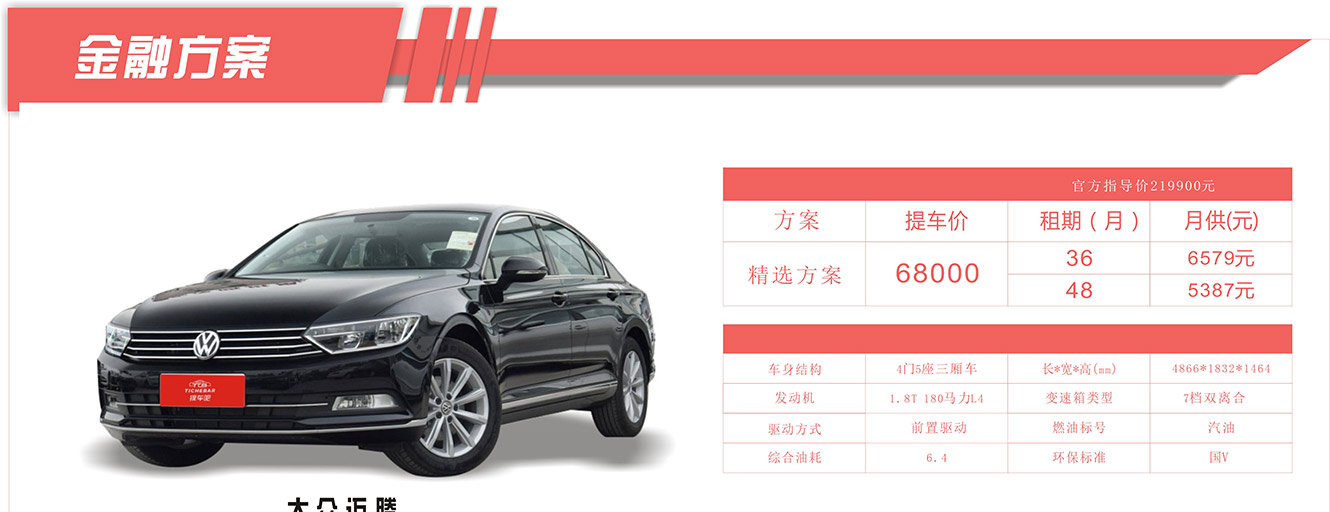 金融方案
官方指导价219900元
方案 提车价 租期（月） 月供(元)
精选方案 68000 36 6579元
48 5387元
车身结构 4门5座三厢车 长*宽*高(mm) 4866*1832*1464
发动机 1.8T 180马力L4 变速箱类型 7档双离合
驱动方式 前置驱动 燃油标号 汽油
综合油耗 6.4 环保标准 国V
TICHEBAR
提车吧
大众迈腾